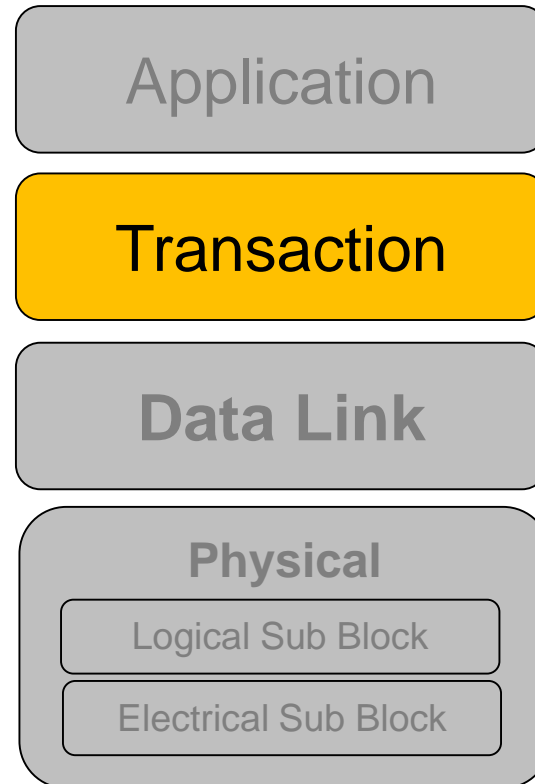 Application
Transaction
Data Link
Physical
Logical Sub Block
Electrical Sub Block